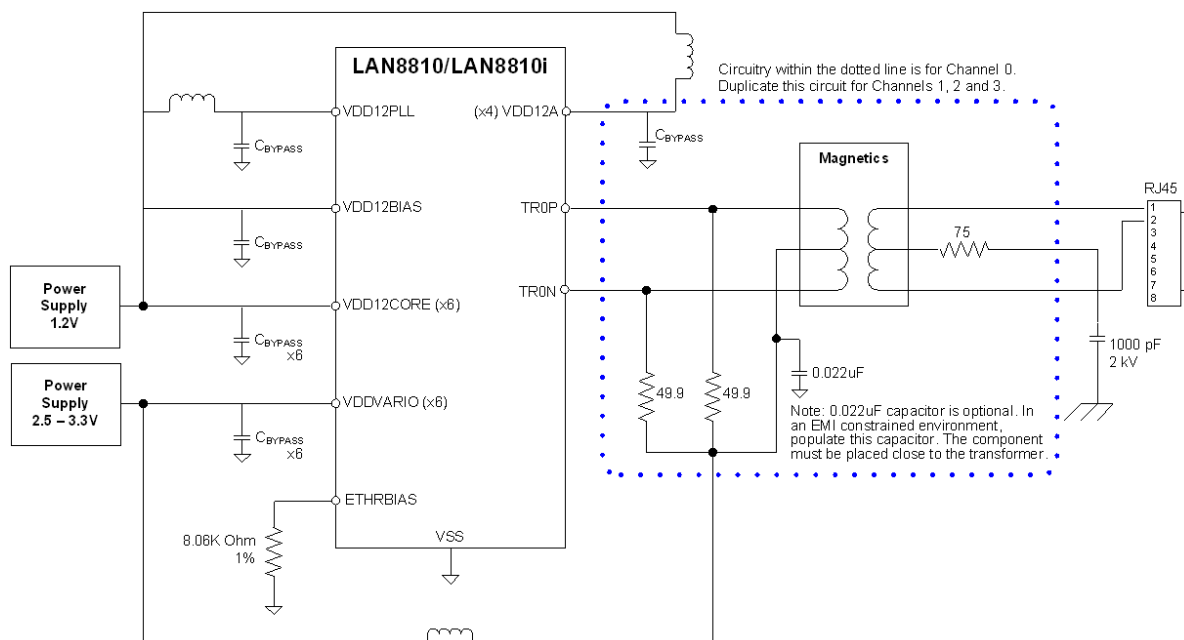 LAN8810/LAN8810i
Circuitry within the dotted line is for Channel 0.
Duplicate this circuit for Channels 1, 2 and 3.
VDD12PLL
(x4) VDD12A
CBYPASS
CBYPASS
Magnetics
RJ45
VDD12BIAS
TR0P
1
2
3
4
5
6
7
8
75
CBYPASS
Power
Supply
1.2V
TR0N
VDD12CORE (x6)
CBYPASS
x6
1000 pF
2 kV
0.022uF
Power
Supply
2.5 – 3.3V
49.9
49.9
VDDVARIO (x6)
CBYPASS
x6
Note: 0.022uF capacitor is optional. In
an EMI constrained environment,
populate this capacitor. The component
must be placed close to the transformer.
ETHRBIAS
8.06K Ohm
1%
VSS